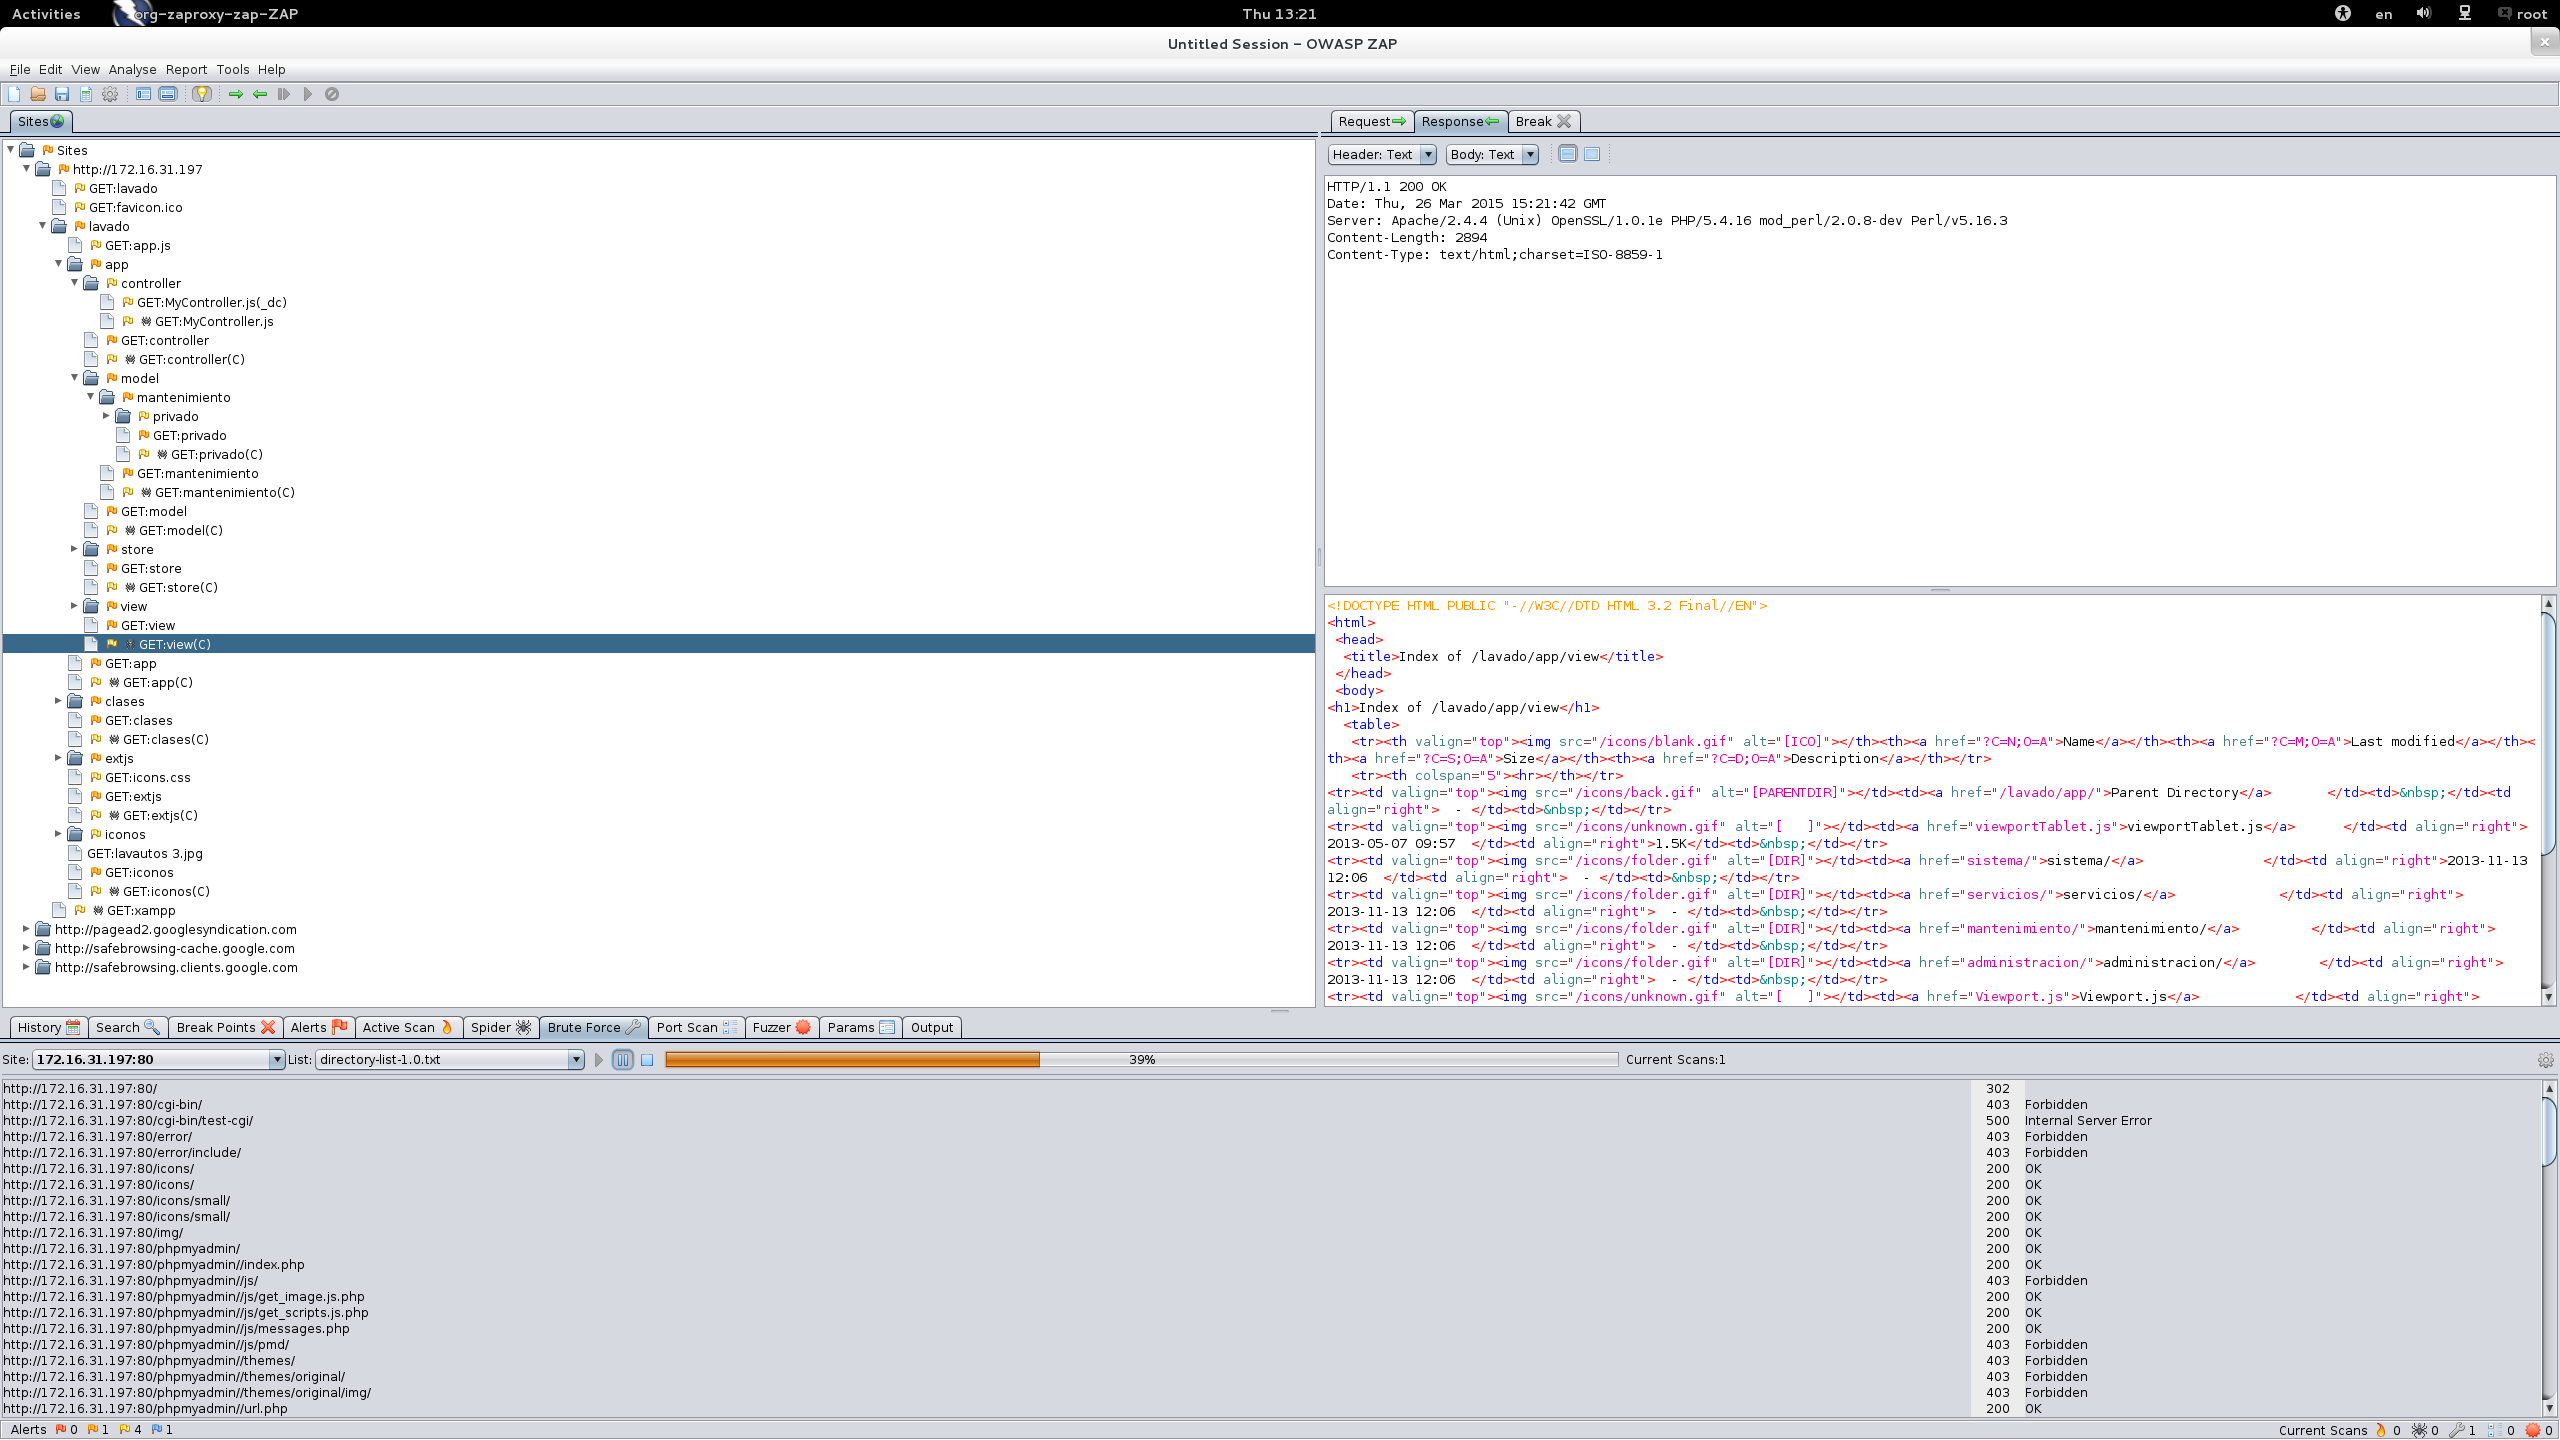 Activities org-zaproxy-zap-ZAP Thu 13:21 en root
Untitled Session - OWASP ZAP
File Edit View Analyse Report Tools Help
Sites
Request Response Break
Header: Text Body: Text
Sites
http://172.16.31.197
GET:lavado
GET:favicon.ico
lavado
GET:app.js
app
controller
GET:MyController.js(_dc)
GET:MyController.js
GET:controller
GET:controller(C)
model
mantenimiento
privado
GET:privado
GET:privado(C)
GET:mantenimiento
GET:mantenimiento(C)
GET:model
GET:model(C)
store
GET:store
GET:store(C)
view
GET:view
GET:view(C)
GET:app
GET:app(C)
clases
GET:clases
GET:clases(C)
extjs
GET:icons.css
GET:extjs
GET:extjs(C)
iconos
GET:lavautos 3.jpg
GET:iconos
GET:iconos(C)
GET:xampp
http://pagead2.googlesyndication.com
http://safebrowsing-cache.google.com
http://safebrowsing.clients.google.com
HTTP/1.1 200 OK
Date: Thu, 26 Mar 2015 15:21:42 GMT
Server: Apache/2.4.4 (Unix) OpenSSL/1.0.1e PHP/5.4.16 mod_perl/2.0.8-dev Perl/v5.16.3
Content-Length: 2894
Content-Type: text/html;charset=ISO-8859-1
<!DOCTYPE HTML PUBLIC "-//W3C//DTD HTML 3.2 Final//EN">
<html>
<head>
<title>Index of /lavado/app/view</title>
</head>
<body>
<h1>Index of /lavado/app/view</h1>
<table>
<tr><th valign="top"><img src="/icons/blank.gif" alt="[ICO]"></th><th><a href="?C=N;O=A">Name</a></th><th><a href="?C=M;O=A">Last modified</a></th><
th><a href="?C=S;O=A">Size</a></th><th><a href="?C=D;O=A">Description</a></th></tr>
<tr><th colspan="5"><hr></th></tr>
<tr><td valign="top"><img src="/icons/back.gif" alt="[PARENTDIR]"></td><td><a href="/lavado/app/">Parent Directory</a> </td><td>&nbsp;</td><td
align="right"> - </td><td>&nbsp;</td></tr>
<tr><td valign="top"><img src="/icons/unknown.gif" alt="[ ]"></td><td><a href="viewportTablet.js">viewportTablet.js</a> </td><td align="right">
2013-05-07 09:57 </td><td align="right">1.5K</td><td>&nbsp;</td></tr>
<tr><td valign="top"><img src="/icons/folder.gif" alt="[DIR]"></td><td><a href="sistema/">sistema/</a> </td><td align="right">2013-11-13
12:06 </td><td align="right"> - </td><td>&nbsp;</td></tr>
<tr><td valign="top"><img src="/icons/folder.gif" alt="[DIR]"></td><td><a href="servicios/">servicios/</a> </td><td align="right">
2013-11-13 12:06 </td><td align="right"> - </td><td>&nbsp;</td></tr>
<tr><td valign="top"><img src="/icons/folder.gif" alt="[DIR]"></td><td><a href="mantenimiento/">mantenimiento/</a> </td><td align="right">
2013-11-13 12:06 </td><td align="right"> - </td><td>&nbsp;</td></tr>
<tr><td valign="top"><img src="/icons/folder.gif" alt="[DIR]"></td><td><a href="administracion/">administracion/</a> </td><td align="right">
2013-11-13 12:06 </td><td align="right"> - </td><td>&nbsp;</td></tr>
<tr><td valign="top"><img src="/icons/unknown.gif" alt="[ ]"></td><td><a href="Viewport.js">Viewport.js</a> </td><td align="right">
History Search Break Points Alerts Active Scan Spider Brute Force Port Scan Fuzzer Params Output
Site: 172.16.31.197:80 List: directory-list-1.0.txt 39% Current Scans:1
http://172.16.31.197:80/ 302
http://172.16.31.197:80/cgi-bin/ 403 Forbidden
http://172.16.31.197:80/cgi-bin/test-cgi/ 500 Internal Server Error
http://172.16.31.197:80/error/ 403 Forbidden
http://172.16.31.197:80/error/include/ 403 Forbidden
http://172.16.31.197:80/icons/ 200 OK
http://172.16.31.197:80/icons/ 200 OK
http://172.16.31.197:80/icons/small/ 200 OK
http://172.16.31.197:80/icons/small/ 200 OK
http://172.16.31.197:80/img/ 200 OK
http://172.16.31.197:80/phpmyadmin/ 200 OK
http://172.16.31.197:80/phpmyadmin//index.php 200 OK
http://172.16.31.197:80/phpmyadmin//js/ 403 Forbidden
http://172.16.31.197:80/phpmyadmin//js/get_image.js.php 200 OK
http://172.16.31.197:80/phpmyadmin//js/get_scripts.js.php 200 OK
http://172.16.31.197:80/phpmyadmin//js/messages.php 200 OK
http://172.16.31.197:80/phpmyadmin//js/pmd/ 403 Forbidden
http://172.16.31.197:80/phpmyadmin//themes/ 403 Forbidden
http://172.16.31.197:80/phpmyadmin//themes/original/ 403 Forbidden
http://172.16.31.197:80/phpmyadmin//themes/original/img/ 403 Forbidden
http://172.16.31.197:80/phpmyadmin//url.php 200 OK
Alerts 0 1 4 1 Current Scans 0 0 1 0 0